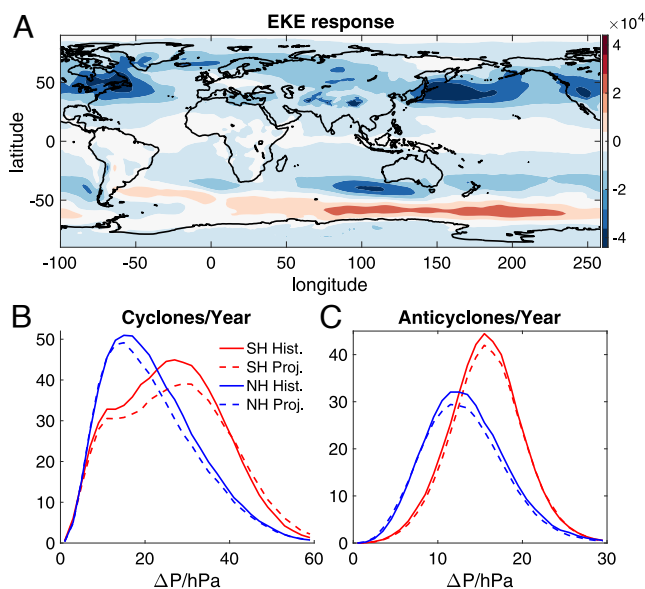 A
EKE response
×10⁴
4
2
0
-2
-4
latitude
50
0
-50
-100
-50
0
50
100
150
200
250
longitude
B
Cyclones/Year
50
40
30
20
10
0
0
20
40
60
ΔP/hPa
SH Hist.
SH Proj.
NH Hist.
NH Proj.
C
Anticyclones/Year
40
30
20
10
0
0
10
20
30
ΔP/hPa